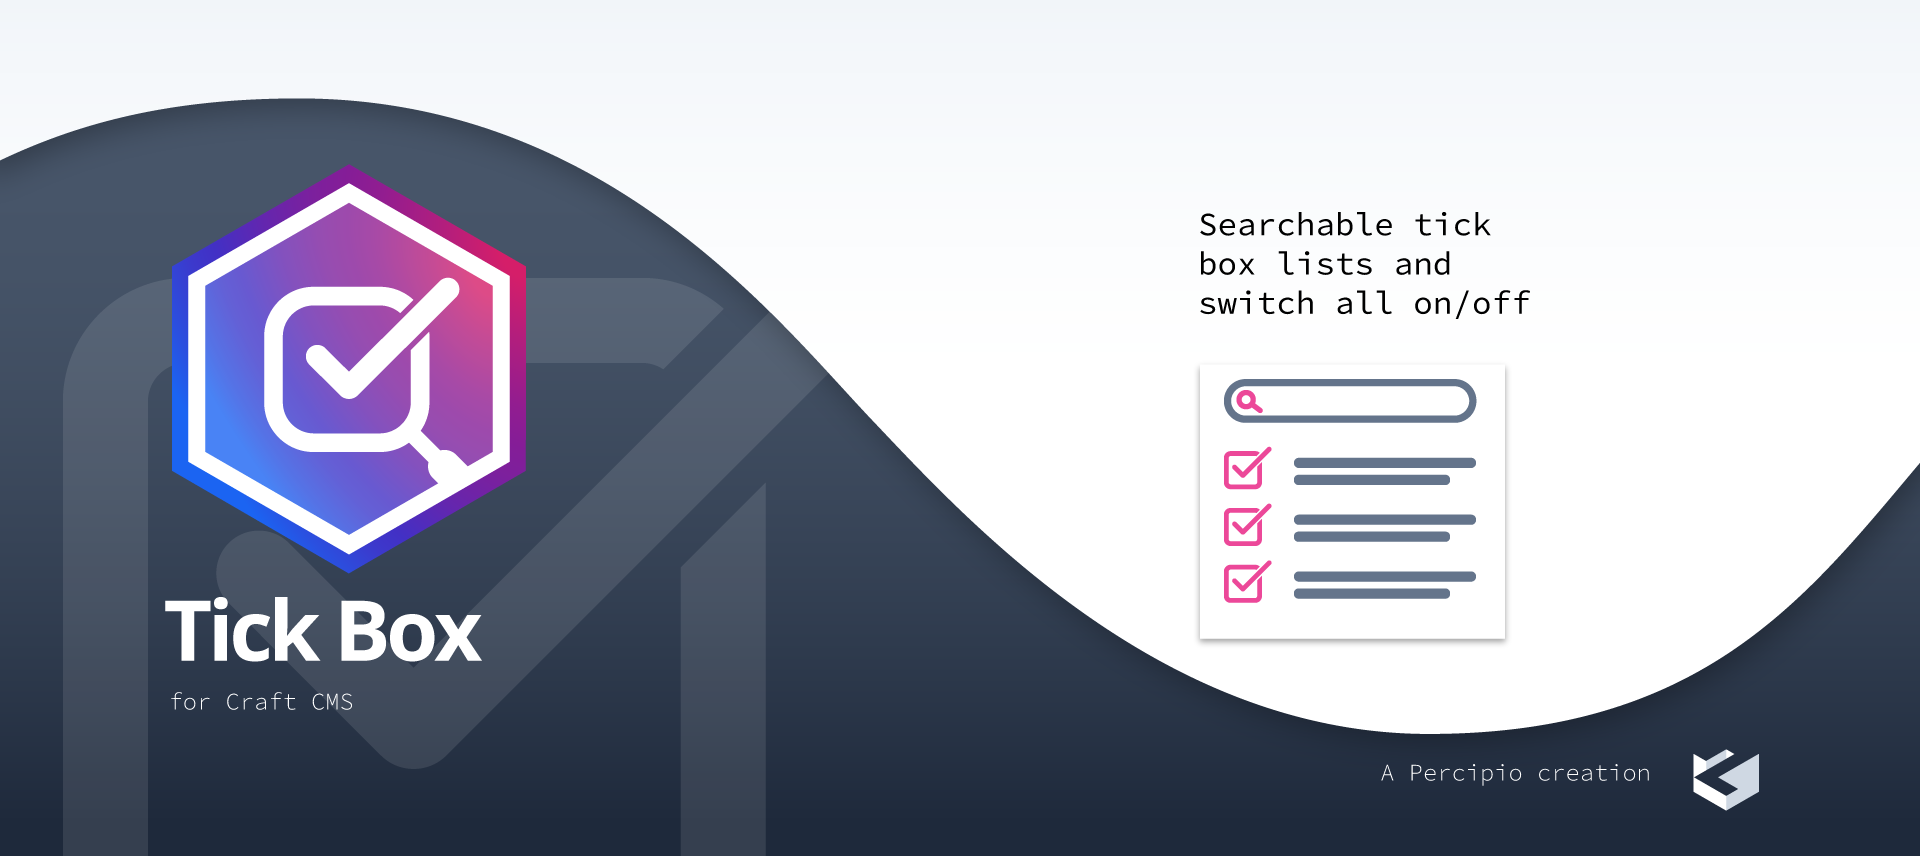 Tick Box
for Craft CMS
Searchable tick
box lists and
switch all on/off
A Percipio creation